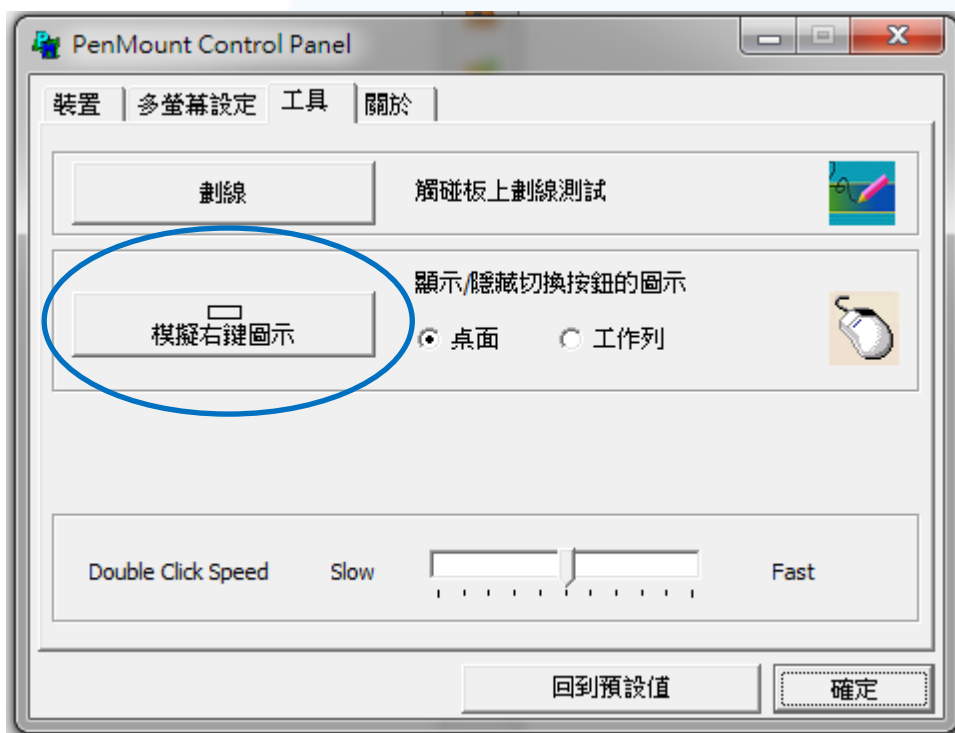 PenMount Control Panel
裝置 多螢幕設定 工具 關於
劃線 觸碰板上劃線測試
顯示/隱藏切換按鈕的圖示
模擬右鍵圖示 桌面 工作列
Double Click Speed Slow Fast
回到預設值 確定